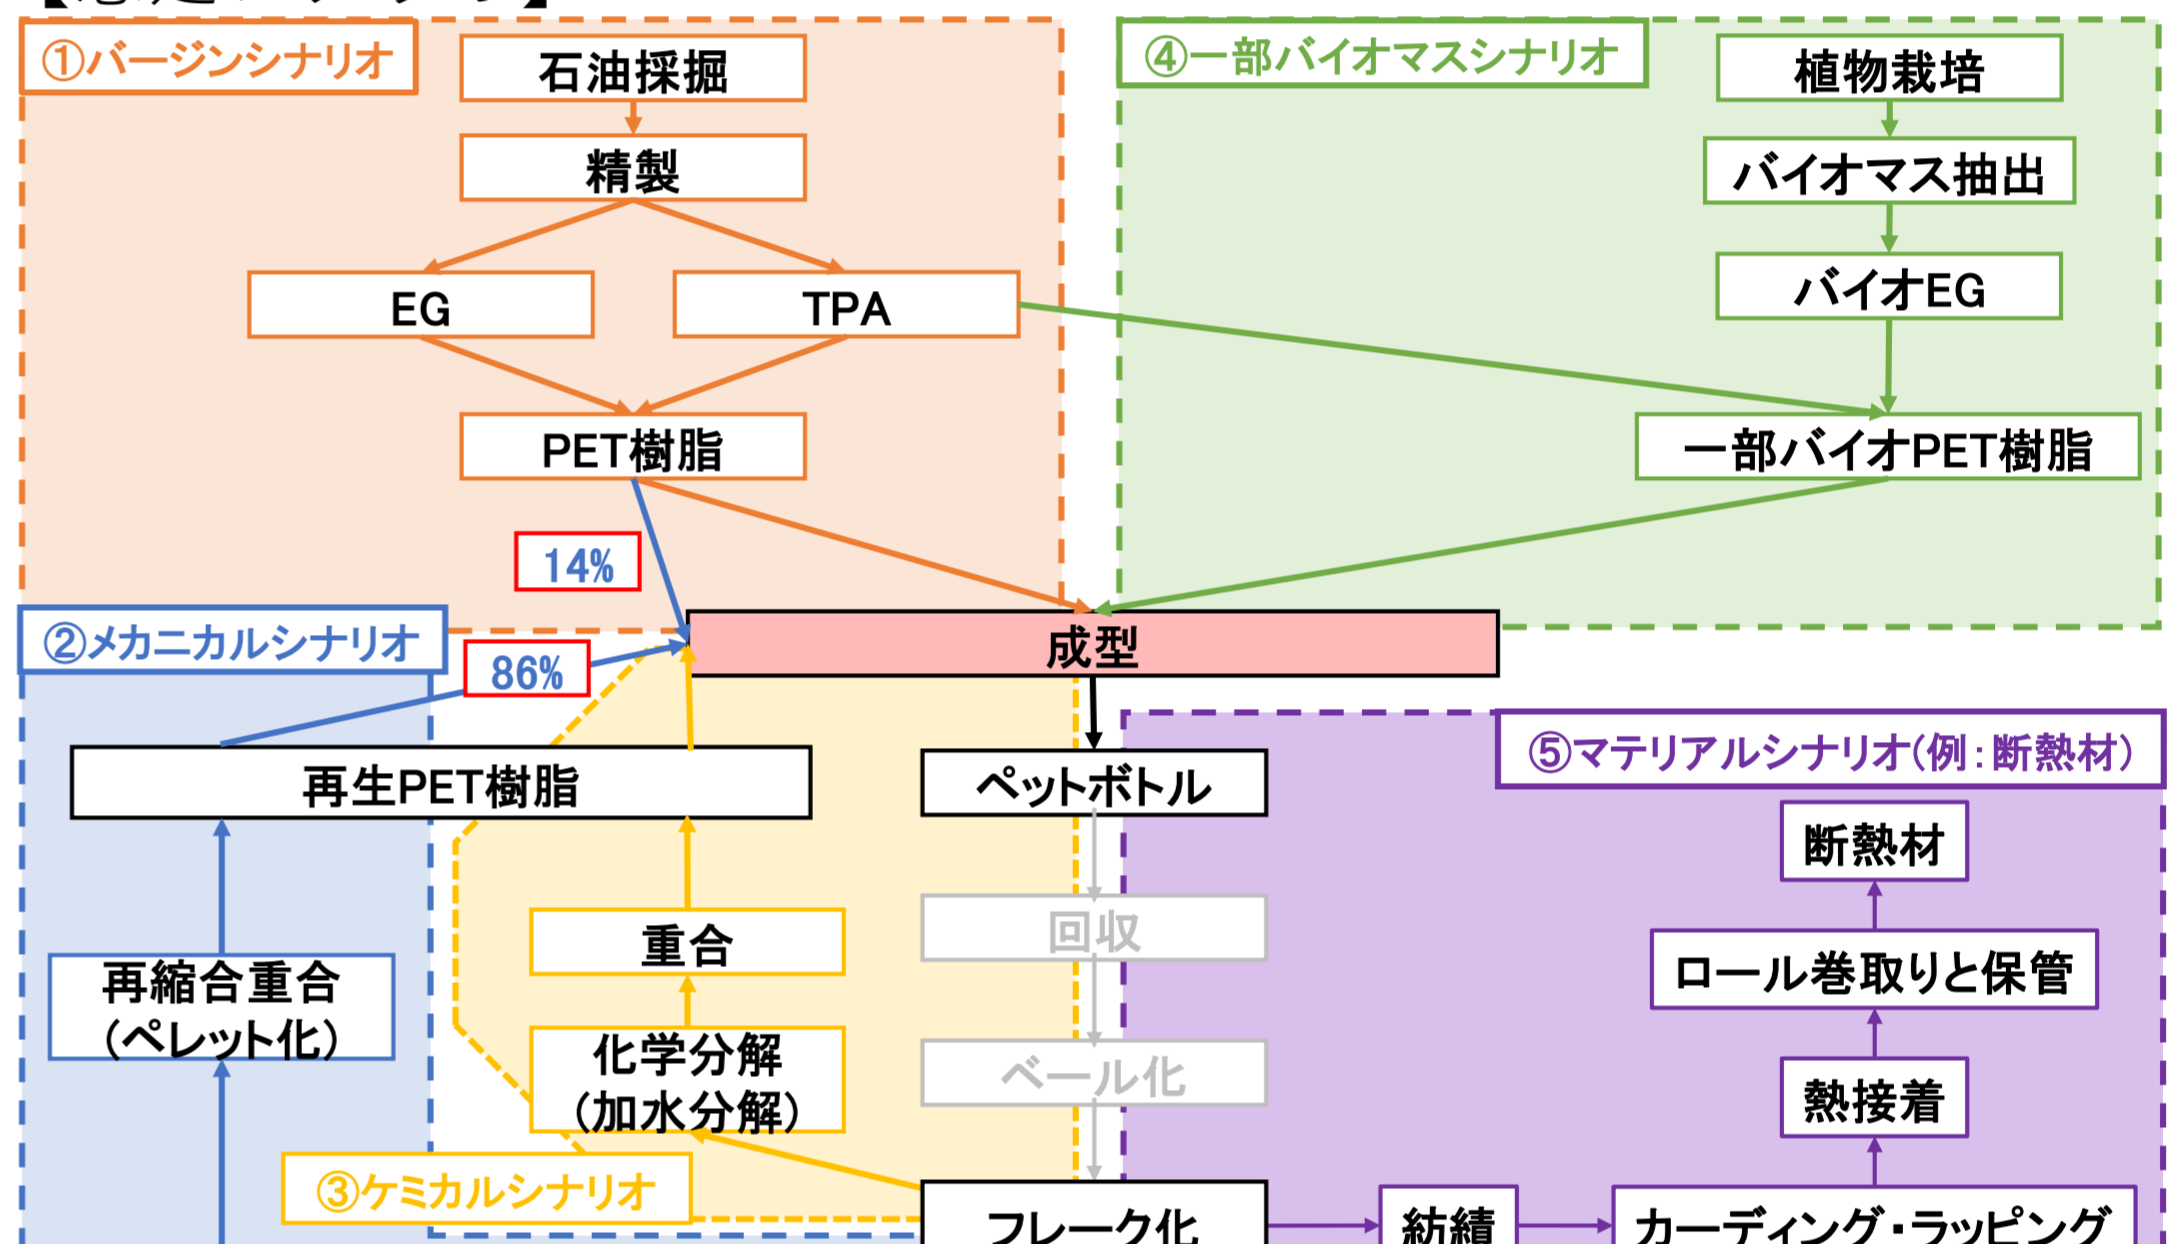 ①バージンシナリオ
石油採掘
精製
EG
TPA
PET樹脂
14%
④一部バイオマスシナリオ
植物栽培
バイオマス抽出
バイオEG
一部バイオPET樹脂
成型
②メカニカルシナリオ
86%
再生PET樹脂
再縮合重合
(ペレット化)
重合
化学分解
(加水分解)
③ケミカルシナリオ
ペットボトル
回収
ベール化
フレーク化
⑤マテリアルシナリオ(例:断熱材)
断熱材
ロール巻取りと保管
熱接着
紡績
カーディング・ラッピング